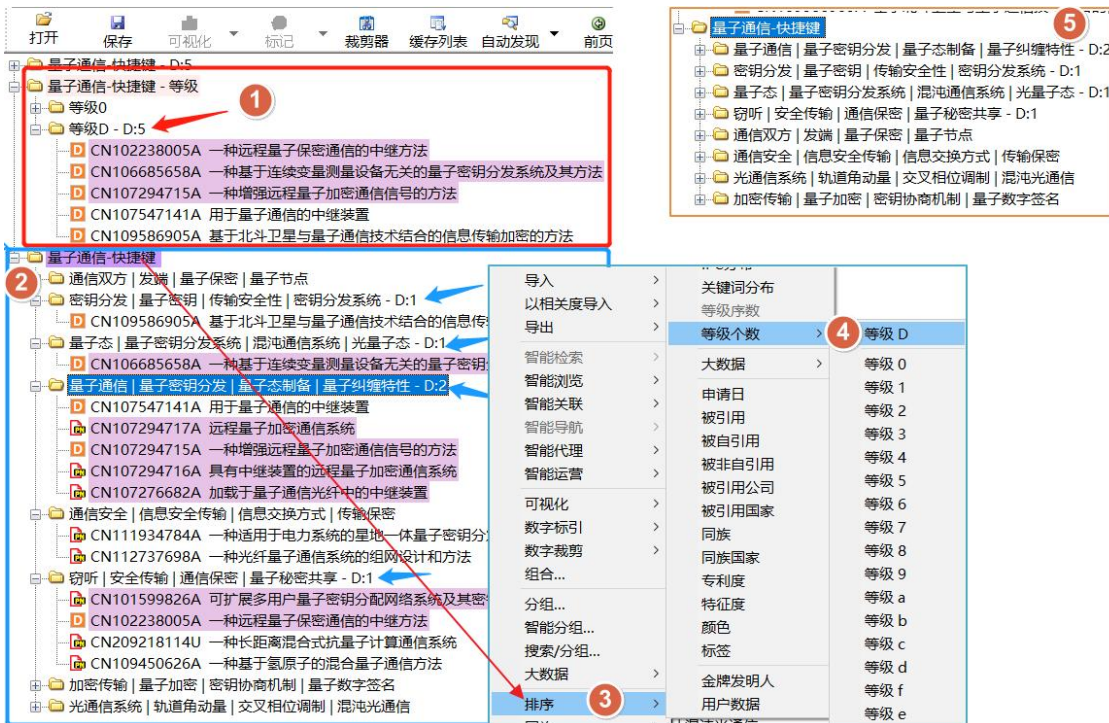 打开 保存 可视化 标记 裁剪器 缓存列表 自动发现 前页
量子通信-快捷键 - D:5
量子通信-快捷键 - 等级
1
等级0
等级D - D:5
D CN102238005A 一种远程量子保密通信的中继方法
D CN106685658A 一种基于连续变量测量设备无关的量子密钥分发系统及其方法
D CN107294715A 一种增强远程量子加密通信信号的方法
D CN107547141A 用于量子通信的中继装置
D CN109586905A 基于北斗卫星与量子通信技术结合的信息传输加密的方法
量子通信-快捷键
2
通信双方 | 发端 | 量子保密 | 量子节点
密钥分发 | 量子密钥 | 传输安全性 | 密钥分发系统 - D:1
D CN109586905A 基于北斗卫星与量子通信技术结合的信息传
量子态 | 量子密钥分发系统 | 混沌通信系统 | 光量子态 - D:1
D CN106685658A 一种基于连续变量测量设备无关的量子密钥
量子通信 | 量子密钥分发 | 量子态制备 | 量子纠缠特性 - D:2
D CN107547141A 用于量子通信的中继装置
CN107294717A 远程量子加密通信系统
D CN107294715A 一种增强远程量子加密通信信号的方法
CN107294716A 具有中继装置的远程量子加密通信系统
CN107276682A 加载于量子通信光纤中的中继装置
通信安全 | 信息安全传输 | 信息交换方式 | 传输保密
CN111934784A 一种适用于电力系统的星地一体量子密钥分
CN112737698A 一种光纤量子通信系统的组网设计和方法
窃听 | 安全传输 | 通信保密 | 量子秘密共享 - D:1
CN101599826A 可扩展多用户量子密钥分配网络系统及其密
D CN102238005A 一种远程量子保密通信的中继方法
CN209218114U 一种长距离混合式抗量子计算通信系统
CN109450626A 一种基于氢原子的混合量子通信方法
加密传输 | 量子加密 | 密钥协商机制 | 量子数字签名
光通信系统 | 轨道角动量 | 交叉相位调制 | 混沌光通信
导入
以相关度导入
导出
智能检索
智能浏览
智能关联
智能导航
智能代理
智能运营
可视化
数字标引
数字裁剪
组合...
分组...
智能分组...
搜索/分组...
大数据
排序
3
关键词分布
等级序数
等级个数
4
大数据
申请日
被引用
被自引用
被非自引用
被引用公司
被引用国家
同族
同族国家
专利度
特征度
颜色
标签
金牌发明人
用户数据
等级 D
等级 0
等级 1
等级 2
等级 3
等级 4
等级 5
等级 6
等级 7
等级 8
等级 9
等级 a
等级 b
等级 c
等级 d
等级 f
等级 e
5
量子通信-快捷键
量子通信 | 量子密钥分发 | 量子态制备 | 量子纠缠特性 - D:2
密钥分发 | 量子密钥 | 传输安全性 | 密钥分发系统 - D:1
量子态 | 量子密钥分发系统 | 混沌通信系统 | 光量子态 - D:1
窃听 | 安全传输 | 通信保密 | 量子秘密共享 - D:1
通信双方 | 发端 | 量子保密 | 量子节点
通信安全 | 信息安全传输 | 信息交换方式 | 传输保密
光通信系统 | 轨道角动量 | 交叉相位调制 | 混沌光通信
加密传输 | 量子加密 | 密钥协商机制 | 量子数字签名